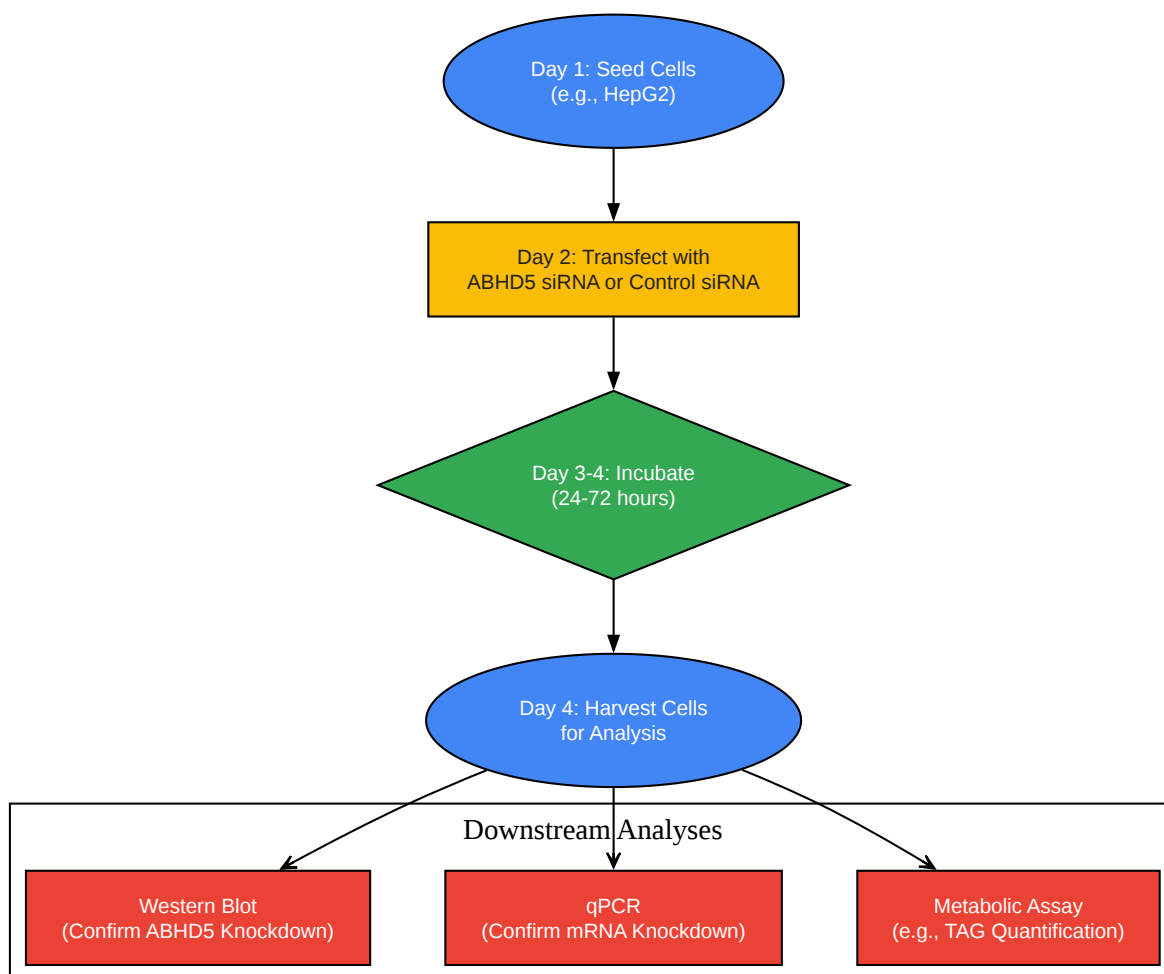 Day 1: Seed Cells
(e.g., HepG2)
Day 2: Transfect with
ABHD5 siRNA or Control siRNA
Day 3-4: Incubate
(24-72 hours)
Day 4: Harvest Cells
for Analysis
Downstream Analyses
Western Blot
(Confirm ABHD5 Knockdown)
qPCR
(Confirm mRNA Knockdown)
Metabolic Assay
(e.g., TAG Quantification)